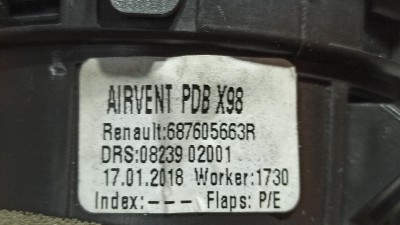 AIRVENT PDB X98
Renault:687605663R
DRS:08239 02001
17.01.2018 Worker:1730
Index:--- Flaps: P/E